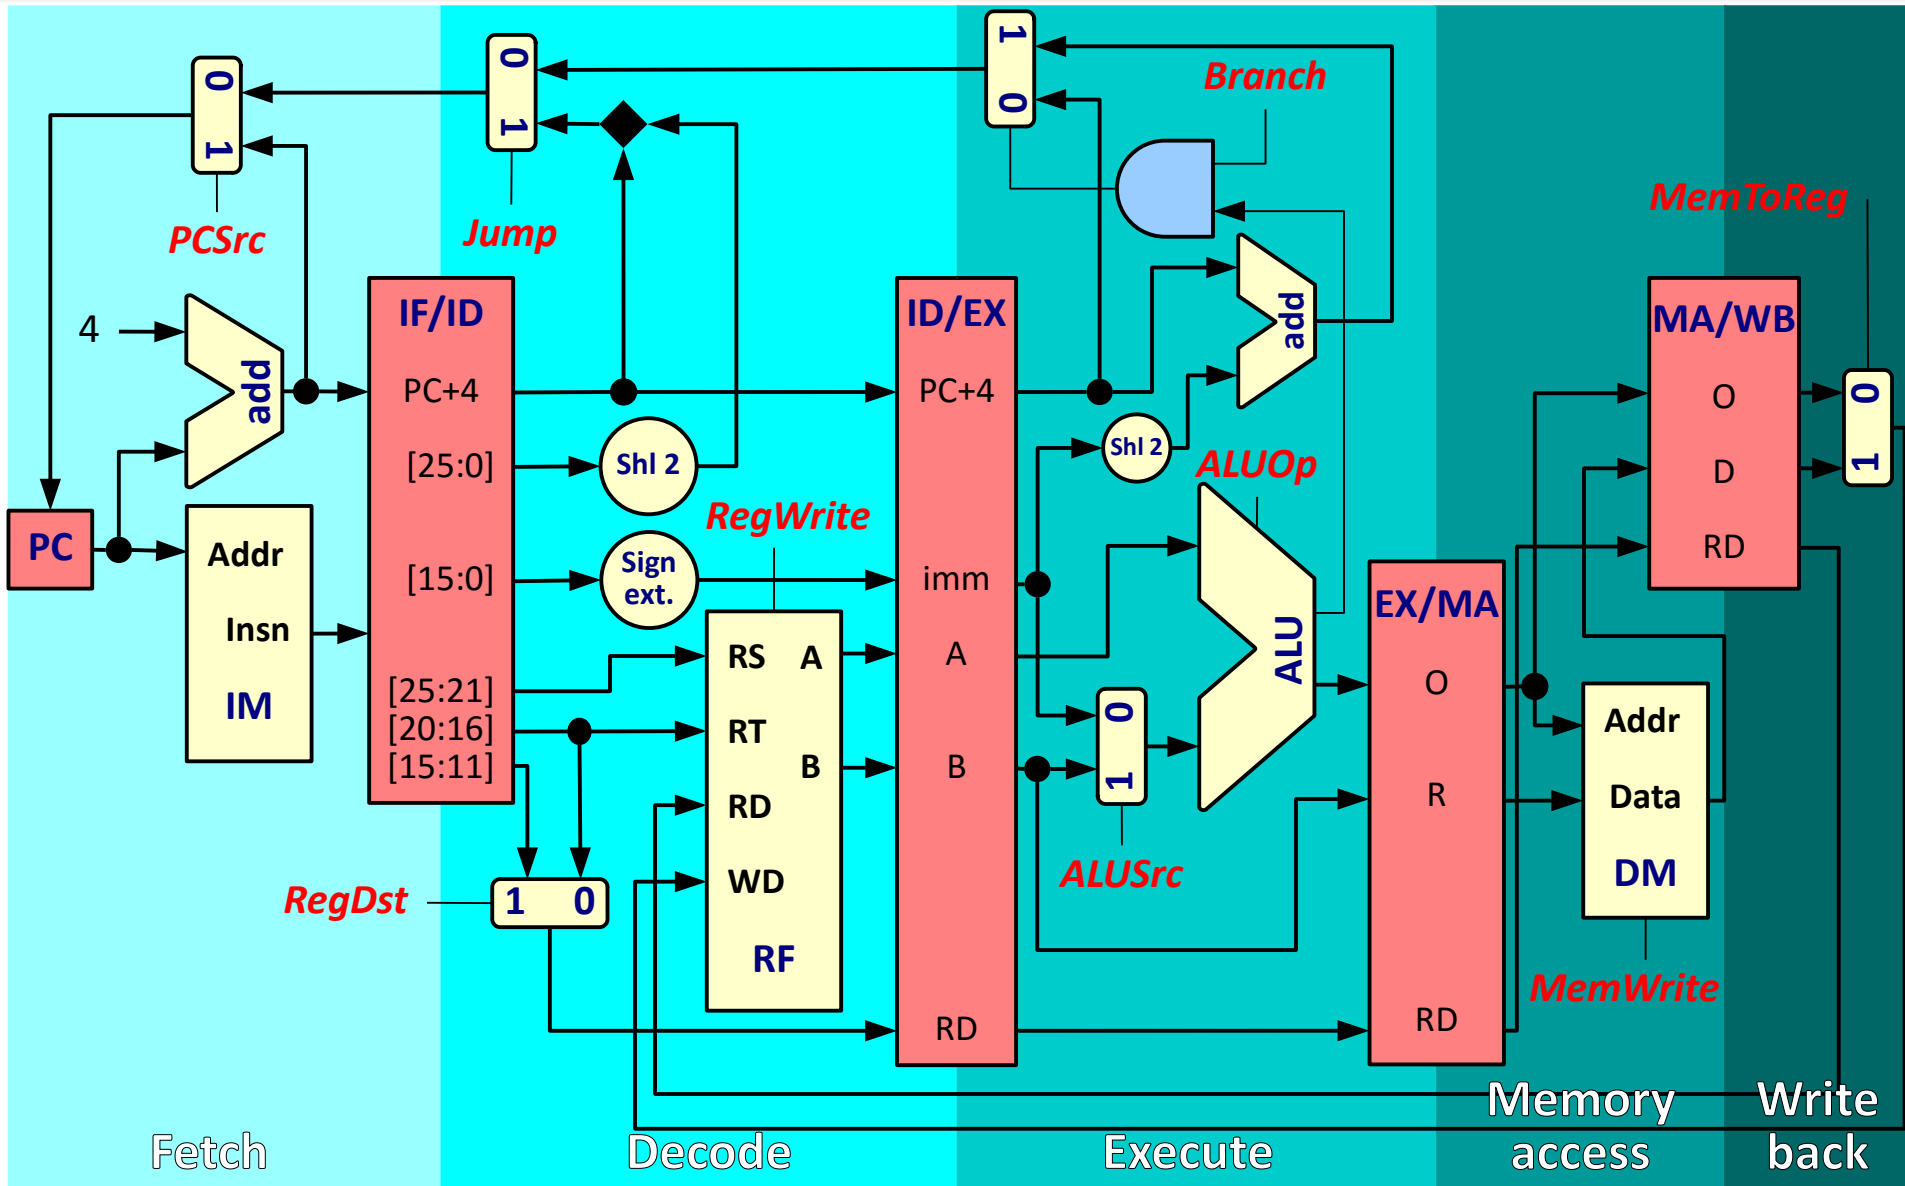 0
1
PCSrc
0
1
Jump
1
0
Branch
MemToReg
4
add
IF/ID
PC+4
[25:0]
[15:0]
[25:21]
[20:16]
[15:11]
PC
Addr
Insn
IM
Shl 2
Sign
ext.
RegWrite
RS A
RT
B
RD
WD
RF
RegDst
1 0
ID/EX
PC+4
imm
A
B
RD
add
Shl 2
ALUOp
ALU
0
1
ALUSrc
EX/MA
O
R
RD
Addr
Data
DM
MemWrite
MA/WB
O
D
RD
0
1
Fetch
Decode
Execute
Memory
access
Write
back